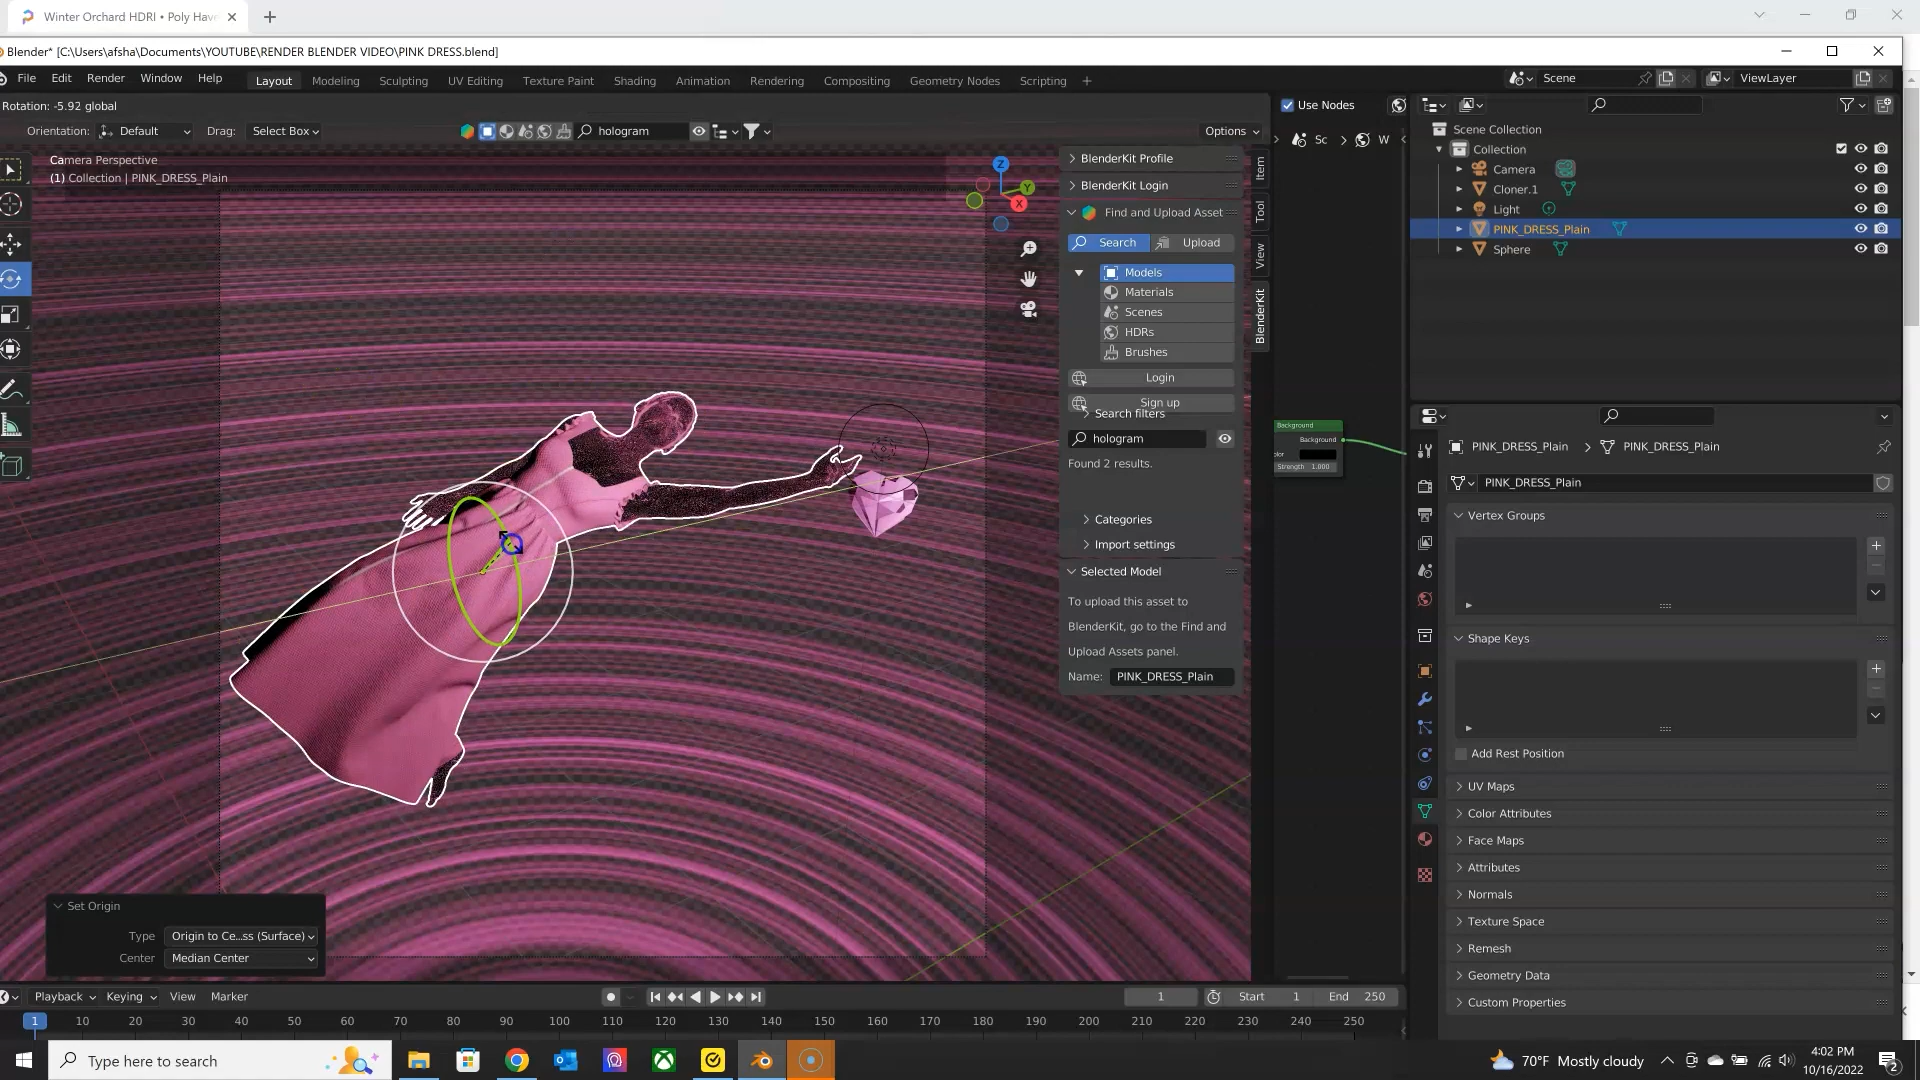 Winter Orchard HDRI • Poly Have
Blender* [C:\Users\afsha\Documents\YOUTUBE\RENDER BLENDER VIDEO\PINK DRESS.blend]
File Edit Render Window Help Layout Modeling Sculpting UV Editing Texture Paint Shading Animation Rendering Compositing Geometry Nodes Scripting + Scene ViewLayer
Rotation: -5.92 global
Use Nodes
Orientation: Default Drag: Select Box hologram Options
Sc W
Camera Perspective
(1) Collection | PINK_DRESS_Plain
Z
Y
X
BlenderKit Profile
BlenderKit Login
Find and Upload Asset
Search Upload
Models
Materials
Scenes
HDRs
Brushes
Login
Sign up
Search filters
hologram
Found 2 results.
Categories
Import settings
Selected Model
To upload this asset to
BlenderKit, go to the Find and
Upload Assets panel.
Name: PINK_DRESS_Plain
Item
Tool
View
BlenderKit
Background
Background
olor
Strength 1.000
Scene Collection
Collection
Camera
Cloner.1
Light
PINK_DRESS_Plain
Sphere
PINK_DRESS_Plain PINK_DRESS_Plain
PINK_DRESS_Plain
Vertex Groups
Shape Keys
Add Rest Position
UV Maps
Color Attributes
Face Maps
Attributes
Normals
Texture Space
Remesh
Geometry Data
Custom Properties
Set Origin
Type Origin to Ce...ss (Surface)
Center Median Center
Playback Keying View Marker 1 Start 1 End 250
1 10 20 30 40 50 60 70 80 90 100 110 120 130 140 150 160 170 180 190 200 210 220 230 240 250
Type here to search
70°F Mostly cloudy
4:02 PM
10/16/2022
2